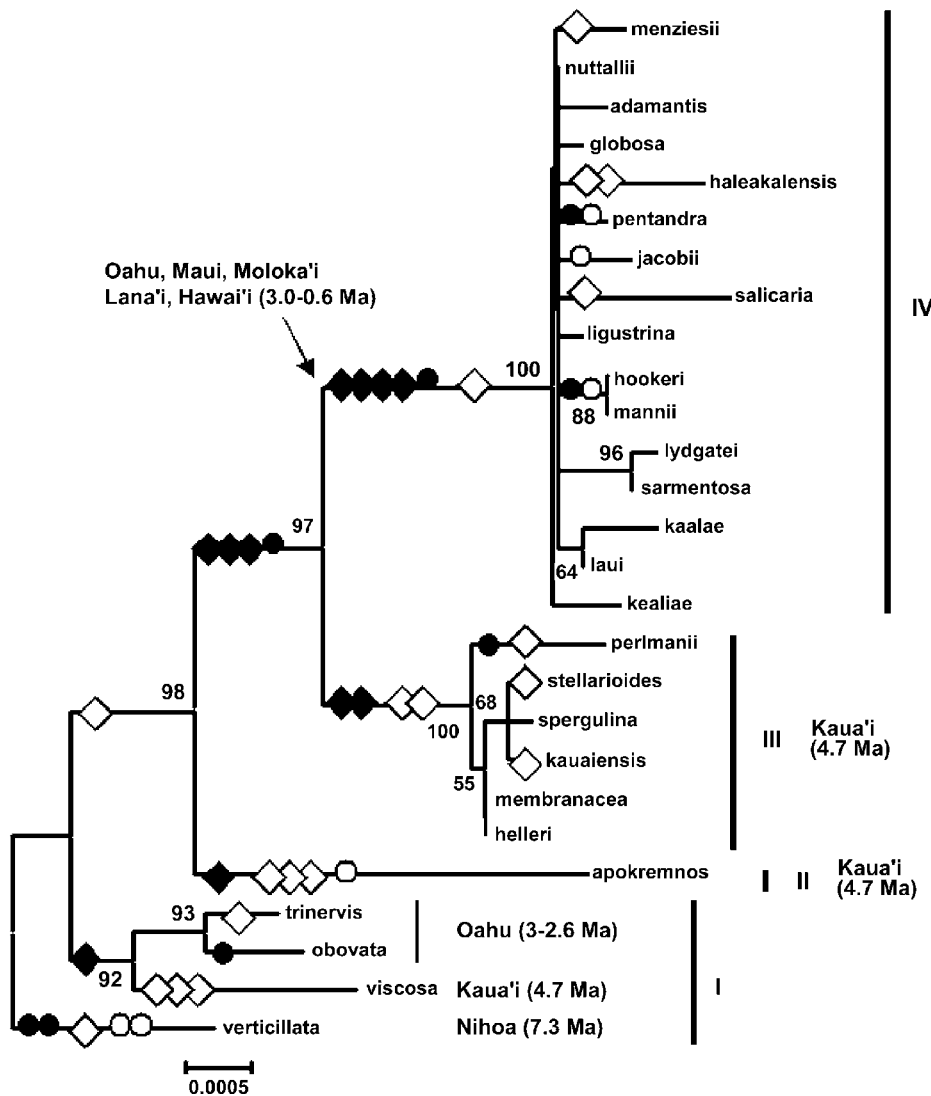 menziesii
nuttallii
adamantis
globosa
haleakalensis
pentandra
jacobii
Oahu, Maui, Moloka'i
Lana'i, Hawai'i (3.0-0.6 Ma)
salicaria
IV
ligustrina
100
hookeri
88
mannii
96
lydgatei
sarmentosa
97
kaalae
64
laui
kealiae
perlmanii
98
68
stellarioides
100
spergulina
III
Kaua'i
(4.7 Ma)
55
kauaiensis
membranacea
helleri
apokremnos
II
Kaua'i
(4.7 Ma)
93
trinervis
Oahu (3-2.6 Ma)
obovata
92
viscosa
Kaua'i (4.7 Ma)
I
verticillata
Nihoa (7.3 Ma)
0.0005